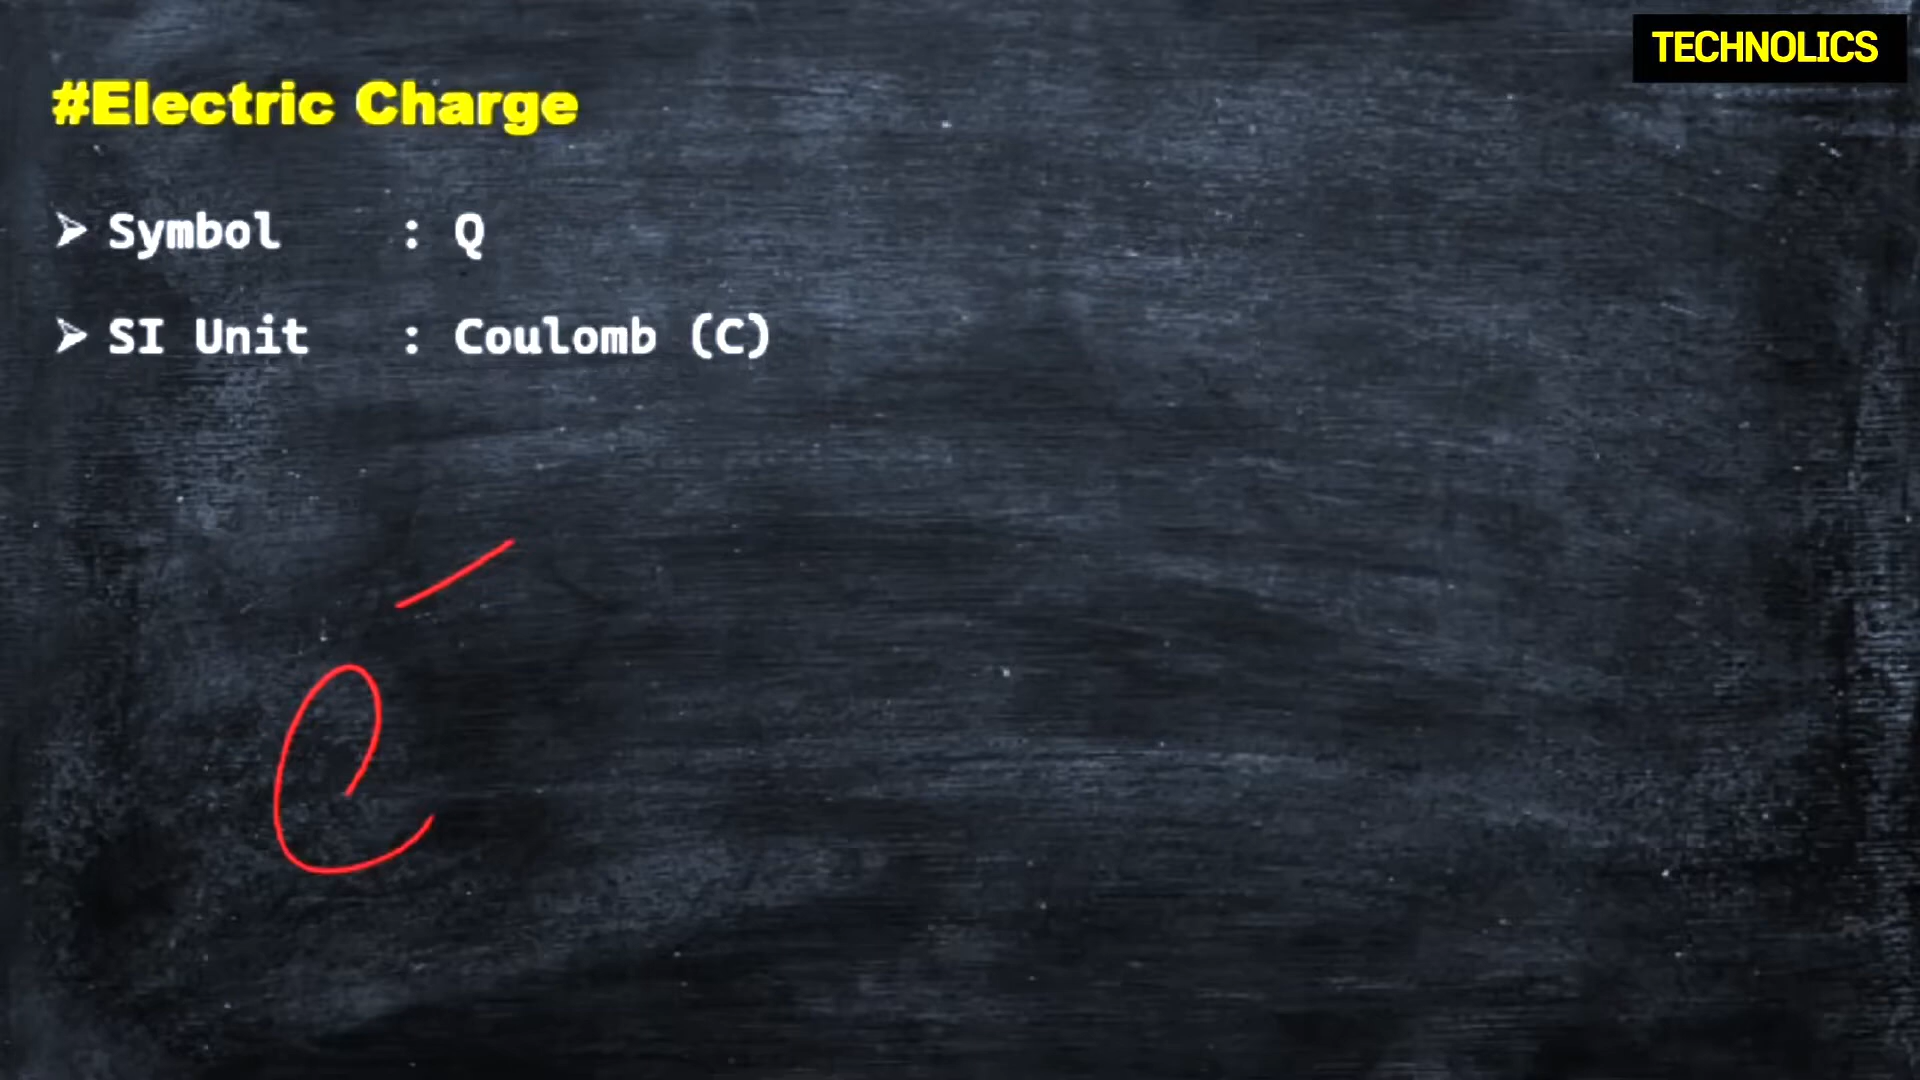 TECHNOLICS
#Electric Charge
➤ Symbol : Q
➤ SI Unit : Coulomb (C)
e⁻